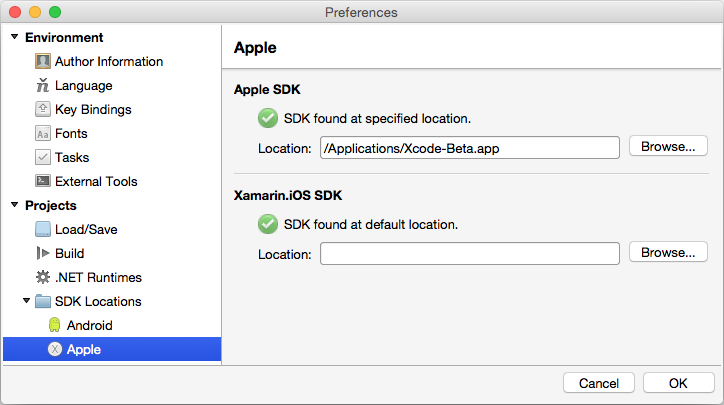 Preferences
Environment
Author Information
Language
Key Bindings
Fonts
Tasks
External Tools
Projects
Load/Save
Build
.NET Runtimes
SDK Locations
Android
Apple
Apple
Apple SDK
SDK found at specified location.
Location: /Applications/Xcode-Beta.app Browse...
Xamarin.iOS SDK
SDK found at default location.
Location: Browse...
Cancel OK